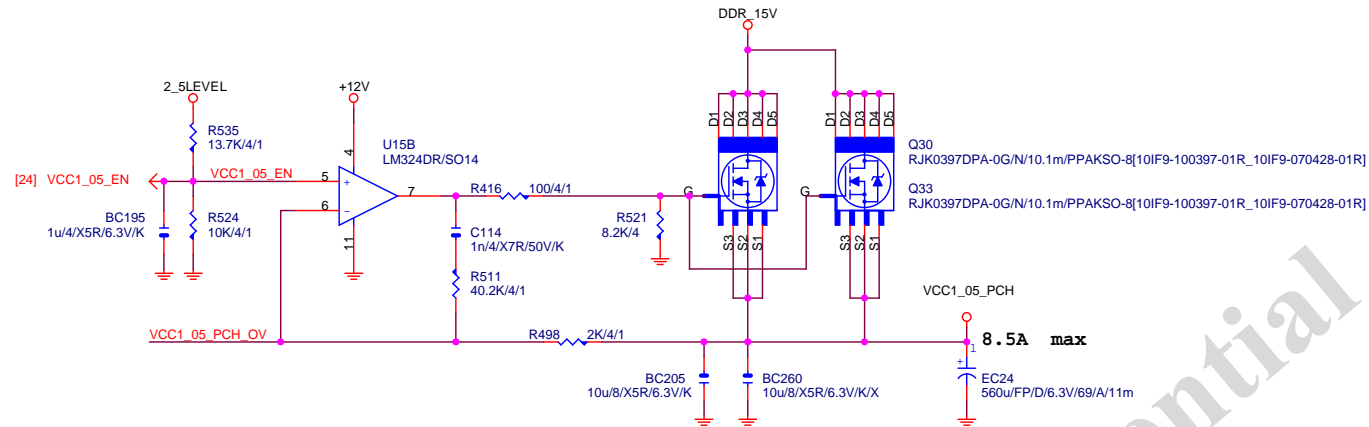 DDR_15V
2_5LEVEL
+12V
R535
13.7K/4/1
U15B
LM324DR/SO14
4
D1
D2
D3
D4
D5
D1
D2
D3
D4
D5
Q30
RJK0397DPA-0G/N/10.1m/PPAKSO-8[10IF9-100397-01R_10IF9-070428-01R]
Q33
RJK0397DPA-0G/N/10.1m/PPAKSO-8[10IF9-100397-01R_10IF9-070428-01R]
[24] VCC1_05_EN
VCC1_05_EN
5
+
7
6
-
11
R416
100/4/1
G
G
BC195
1u/4/X5R/6.3V/K
R524
10K/4/1
C114
1n/4/X7R/50V/K
R521
8.2K/4
S3
S2
S1
S3
S2
S1
R511
40.2K/4/1
VCC1_05_PCH
VCC1_05_PCH_OV
R498
2K/4/1
8.5A max
1
+
BC205
10u/8/X5R/6.3V/K
BC260
10u/8/X5R/6.3V/K/X
EC24
560u/FP/D/6.3V/69/A/11m
ential